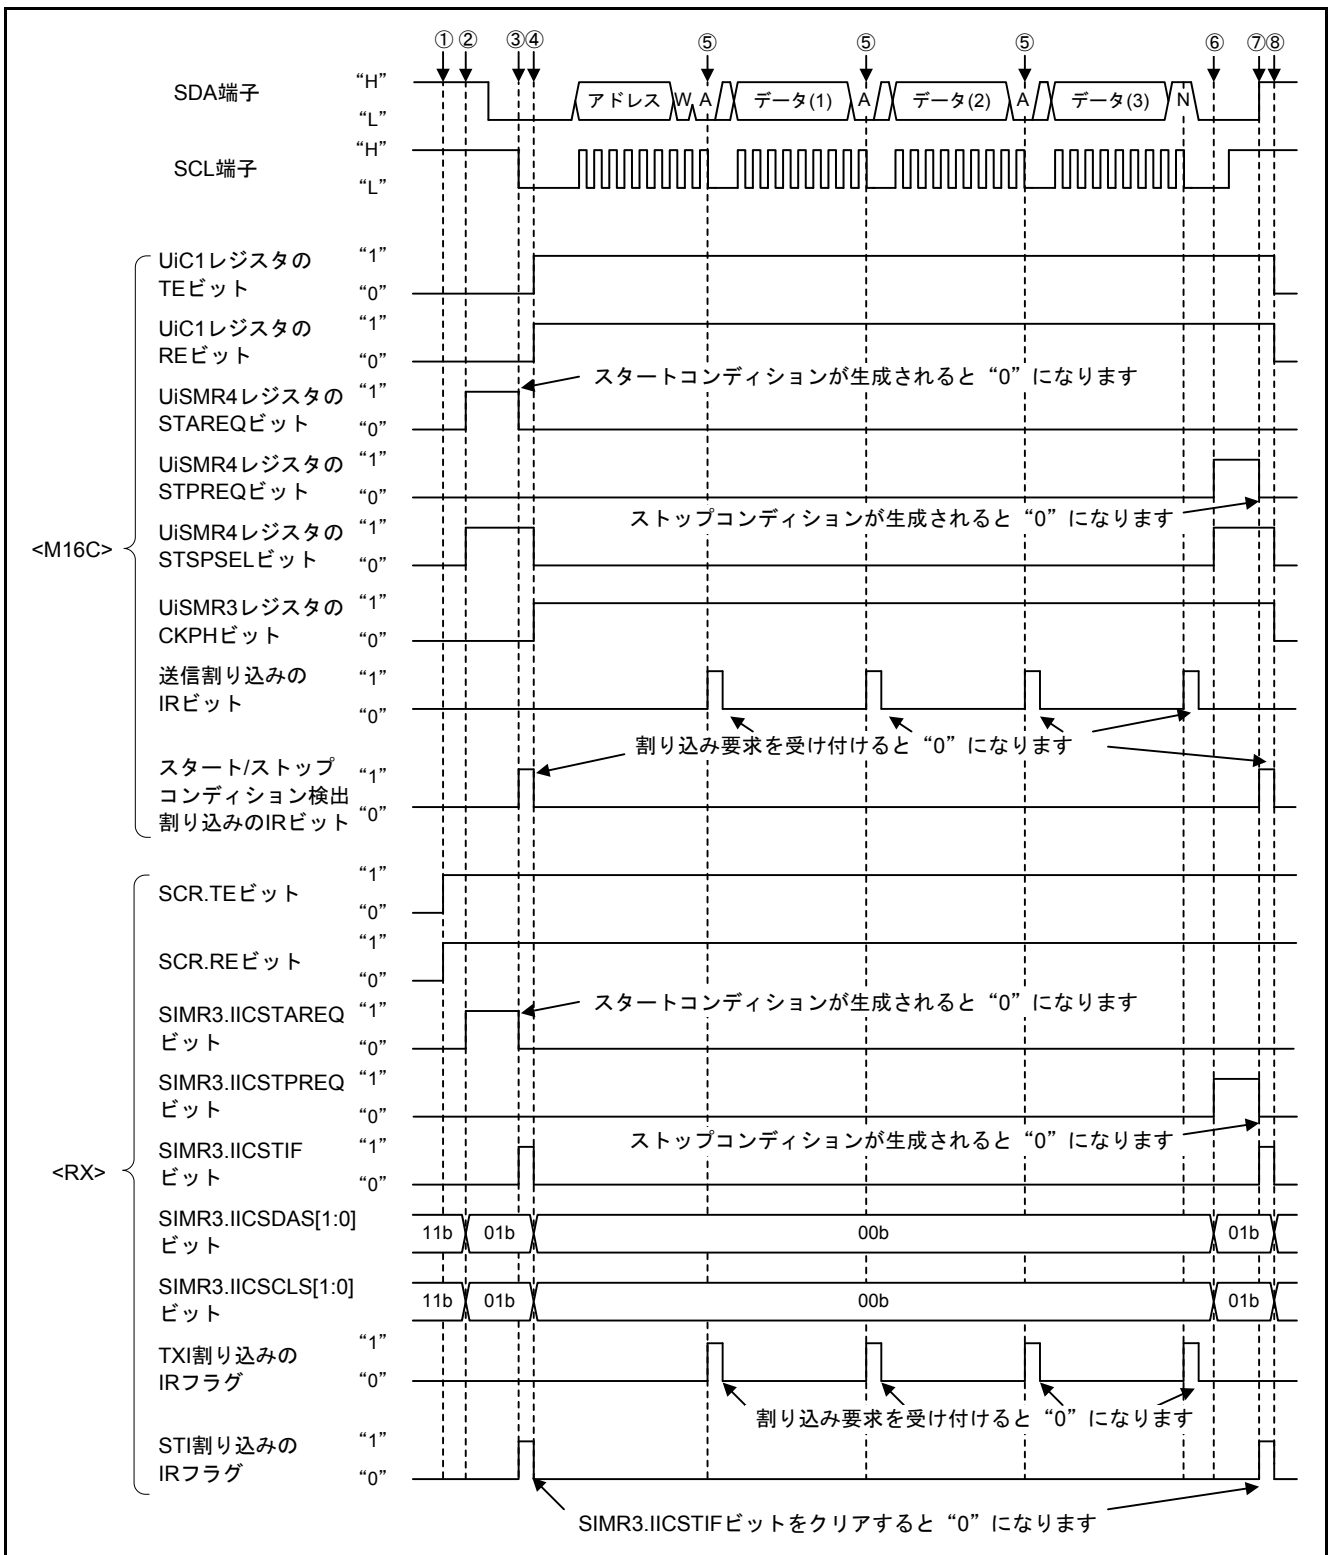 ① ② ③ ④ ⑤ ⑤ ⑤ ⑥ ⑦ ⑧
SDA端子 “H” “L”
アドレス W A データ(1) A データ(2) A データ(3) N
SCL端子 “H” “L”
<M16C>
UiC1レジスタの “1”
TEビット “0”
UiC1レジスタの “1”
REビット “0”
スタートコンディションが生成されると“0”になります
UiSMR4レジスタの “1”
STAREQビット “0”
UiSMR4レジスタの “1”
STPREQビット “0”
ストップコンディションが生成されると“0”になります
UiSMR4レジスタの “1”
STSPSELビット “0”
UiSMR3レジスタの “1”
CKPHビット “0”
送信割り込みの “1”
IRビット “0”
割り込み要求を受け付けると“0”になります
スタート/ストップ “1”
コンディション検出
割り込みのIRビット “0”
<RX>
SCR.TEビット “1” “0”
SCR.REビット “1” “0”
スタートコンディションが生成されると“0”になります
SIMR3.IICSTAREQ “1”
ビット “0”
SIMR3.IICSTPREQ “1”
ビット “0”
ストップコンディションが生成されると“0”になります
SIMR3.IICSTIF “1”
ビット “0”
SIMR3.IICSDAS[1:0]
ビット 11b 01b 00b 01b
SIMR3.IICSCLS[1:0]
ビット 11b 01b 00b 01b
TXI割り込みの “1”
IRフラグ “0”
割り込み要求を受け付けると“0”になります
STI割り込みの “1”
IRフラグ “0”
SIMR3.IICSTIFビットをクリアすると“0”になります